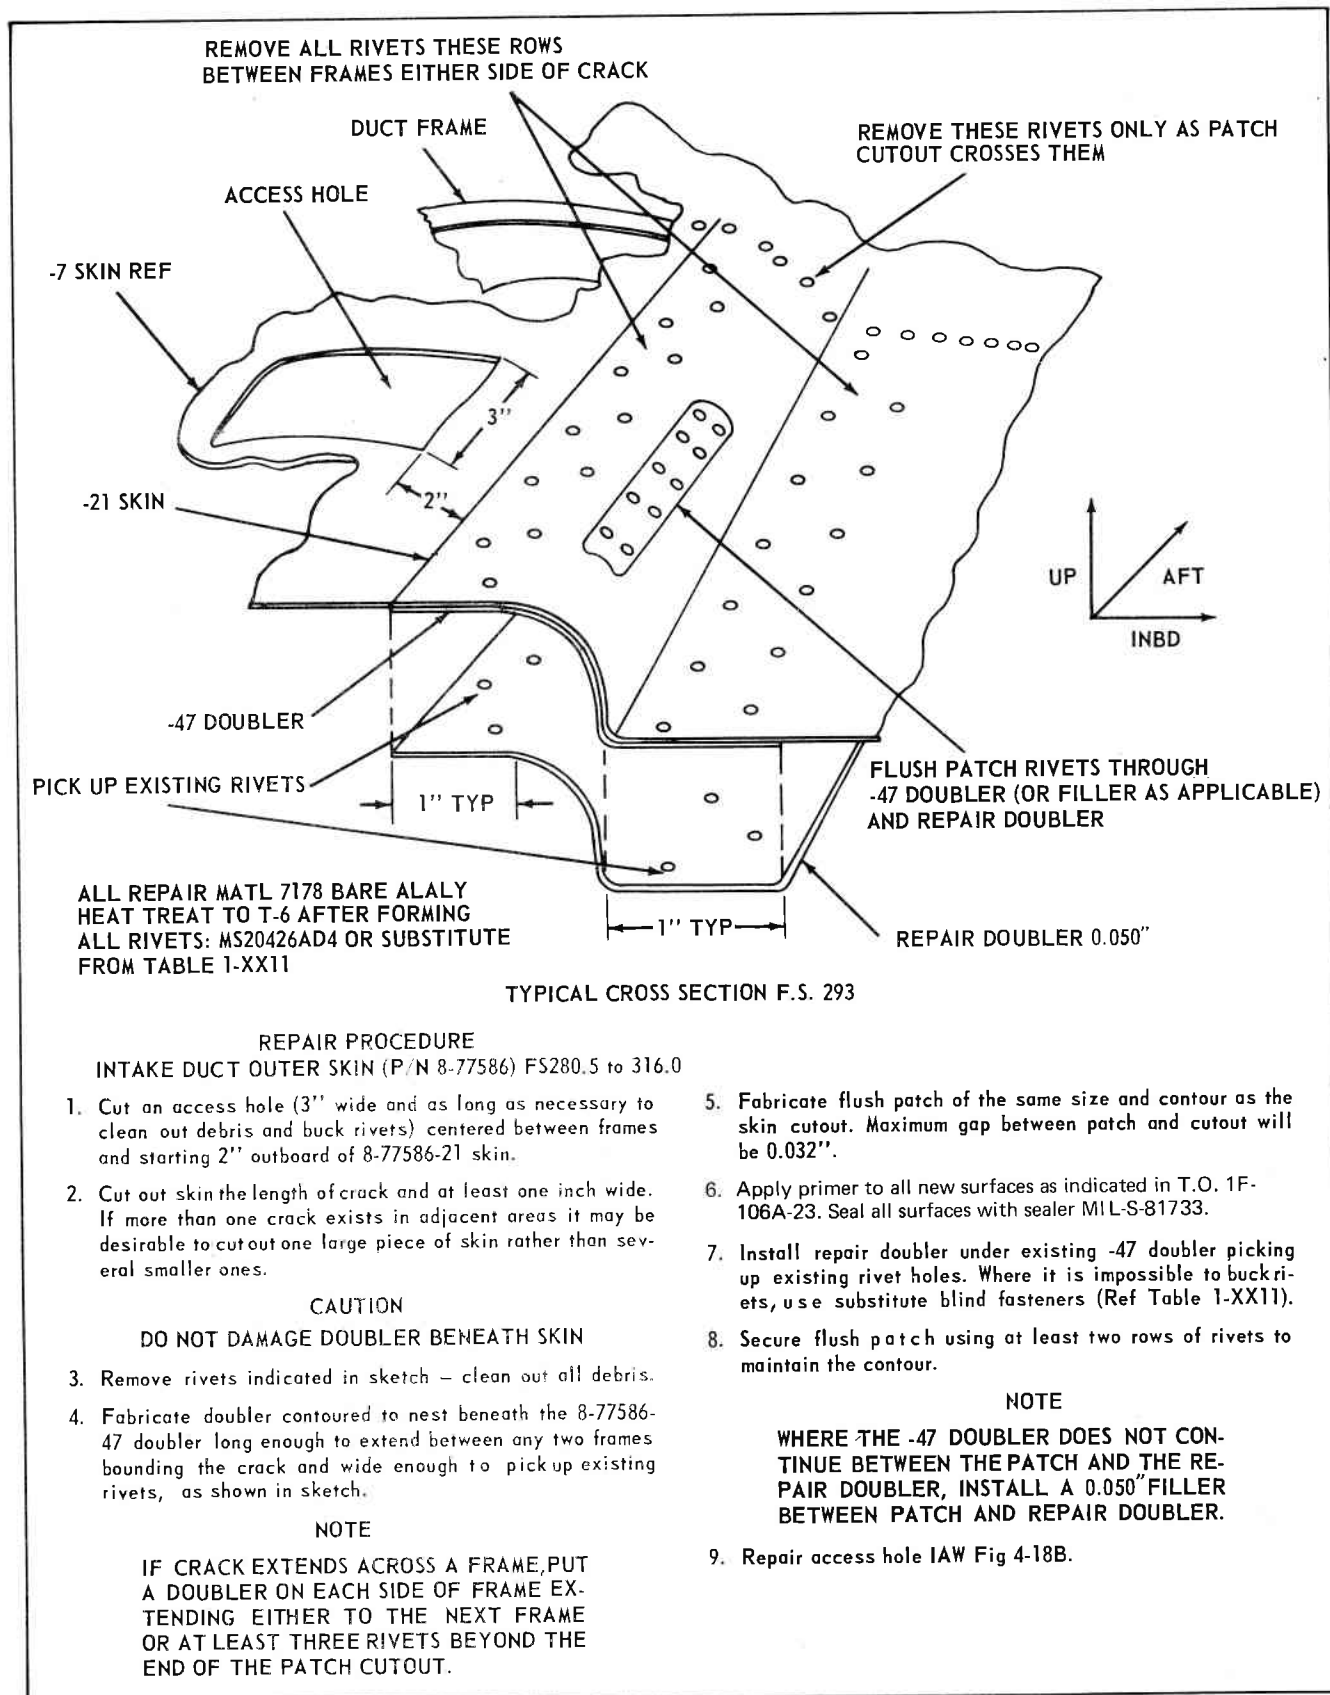 REMOVE ALL RIVETS THESE ROWS
BETWEEN FRAMES EITHER SIDE OF CRACK
DUCT FRAME
REMOVE THESE RIVETS ONLY AS PATCH
CUTOUT CROSSES THEM
ACCESS HOLE
-7 SKIN REF
3''
2''
-21 SKIN
UP
AFT
INBD
-47 DOUBLER
PICK UP EXISTING RIVETS
1'' TYP
FLUSH PATCH RIVETS THROUGH
-47 DOUBLER (OR FILLER AS APPLICABLE)
AND REPAIR DOUBLER
ALL REPAIR MATL 7178 BARE ALALY
HEAT TREAT TO T-6 AFTER FORMING
ALL RIVETS: MS20426AD4 OR SUBSTITUTE
FROM TABLE 1-XX11
1'' TYP
REPAIR DOUBLER 0.050"
TYPICAL CROSS SECTION F.S. 293
REPAIR PROCEDURE
INTAKE DUCT OUTER SKIN (P/N 8-77586) FS280.5 to 316.0
1. Cut an access hole (3'' wide and as long as necessary to
clean out debris and buck rivets) centered between frames
and starting 2'' outboard of 8-77586-21 skin.
2. Cut out skin the length of crack and at least one inch wide.
If more than one crack exists in adjacent areas it may be
desirable to cut out one large piece of skin rather than sev-
eral smaller ones.
CAUTION
DO NOT DAMAGE DOUBLER BENEATH SKIN
3. Remove rivets indicated in sketch – clean out all debris.
4. Fabricate doubler contoured to nest beneath the 8-77586-
47 doubler long enough to extend between any two frames
bounding the crack and wide enough to pick up existing
rivets, as shown in sketch.
NOTE
IF CRACK EXTENDS ACROSS A FRAME, PUT
A DOUBLER ON EACH SIDE OF FRAME EX-
TENDING EITHER TO THE NEXT FRAME
OR AT LEAST THREE RIVETS BEYOND THE
END OF THE PATCH CUTOUT.
5. Fabricate flush patch of the same size and contour as the
skin cutout. Maximum gap between patch and cutout will
be 0.032''.
6. Apply primer to all new surfaces as indicated in T.O. 1F-
106A-23. Seal all surfaces with sealer MIL-S-81733.
7. Install repair doubler under existing -47 doubler picking
up existing rivet holes. Where it is impossible to buck ri-
ets, use substitute blind fasteners (Ref Table 1-XX11).
8. Secure flush patch using at least two rows of rivets to
maintain the contour.
NOTE
WHERE THE -47 DOUBLER DOES NOT CON-
TINUE BETWEEN THE PATCH AND THE RE-
PAIR DOUBLER, INSTALL A 0.050" FILLER
BETWEEN PATCH AND REPAIR DOUBLER.
9. Repair access hole IAW Fig 4-18B.